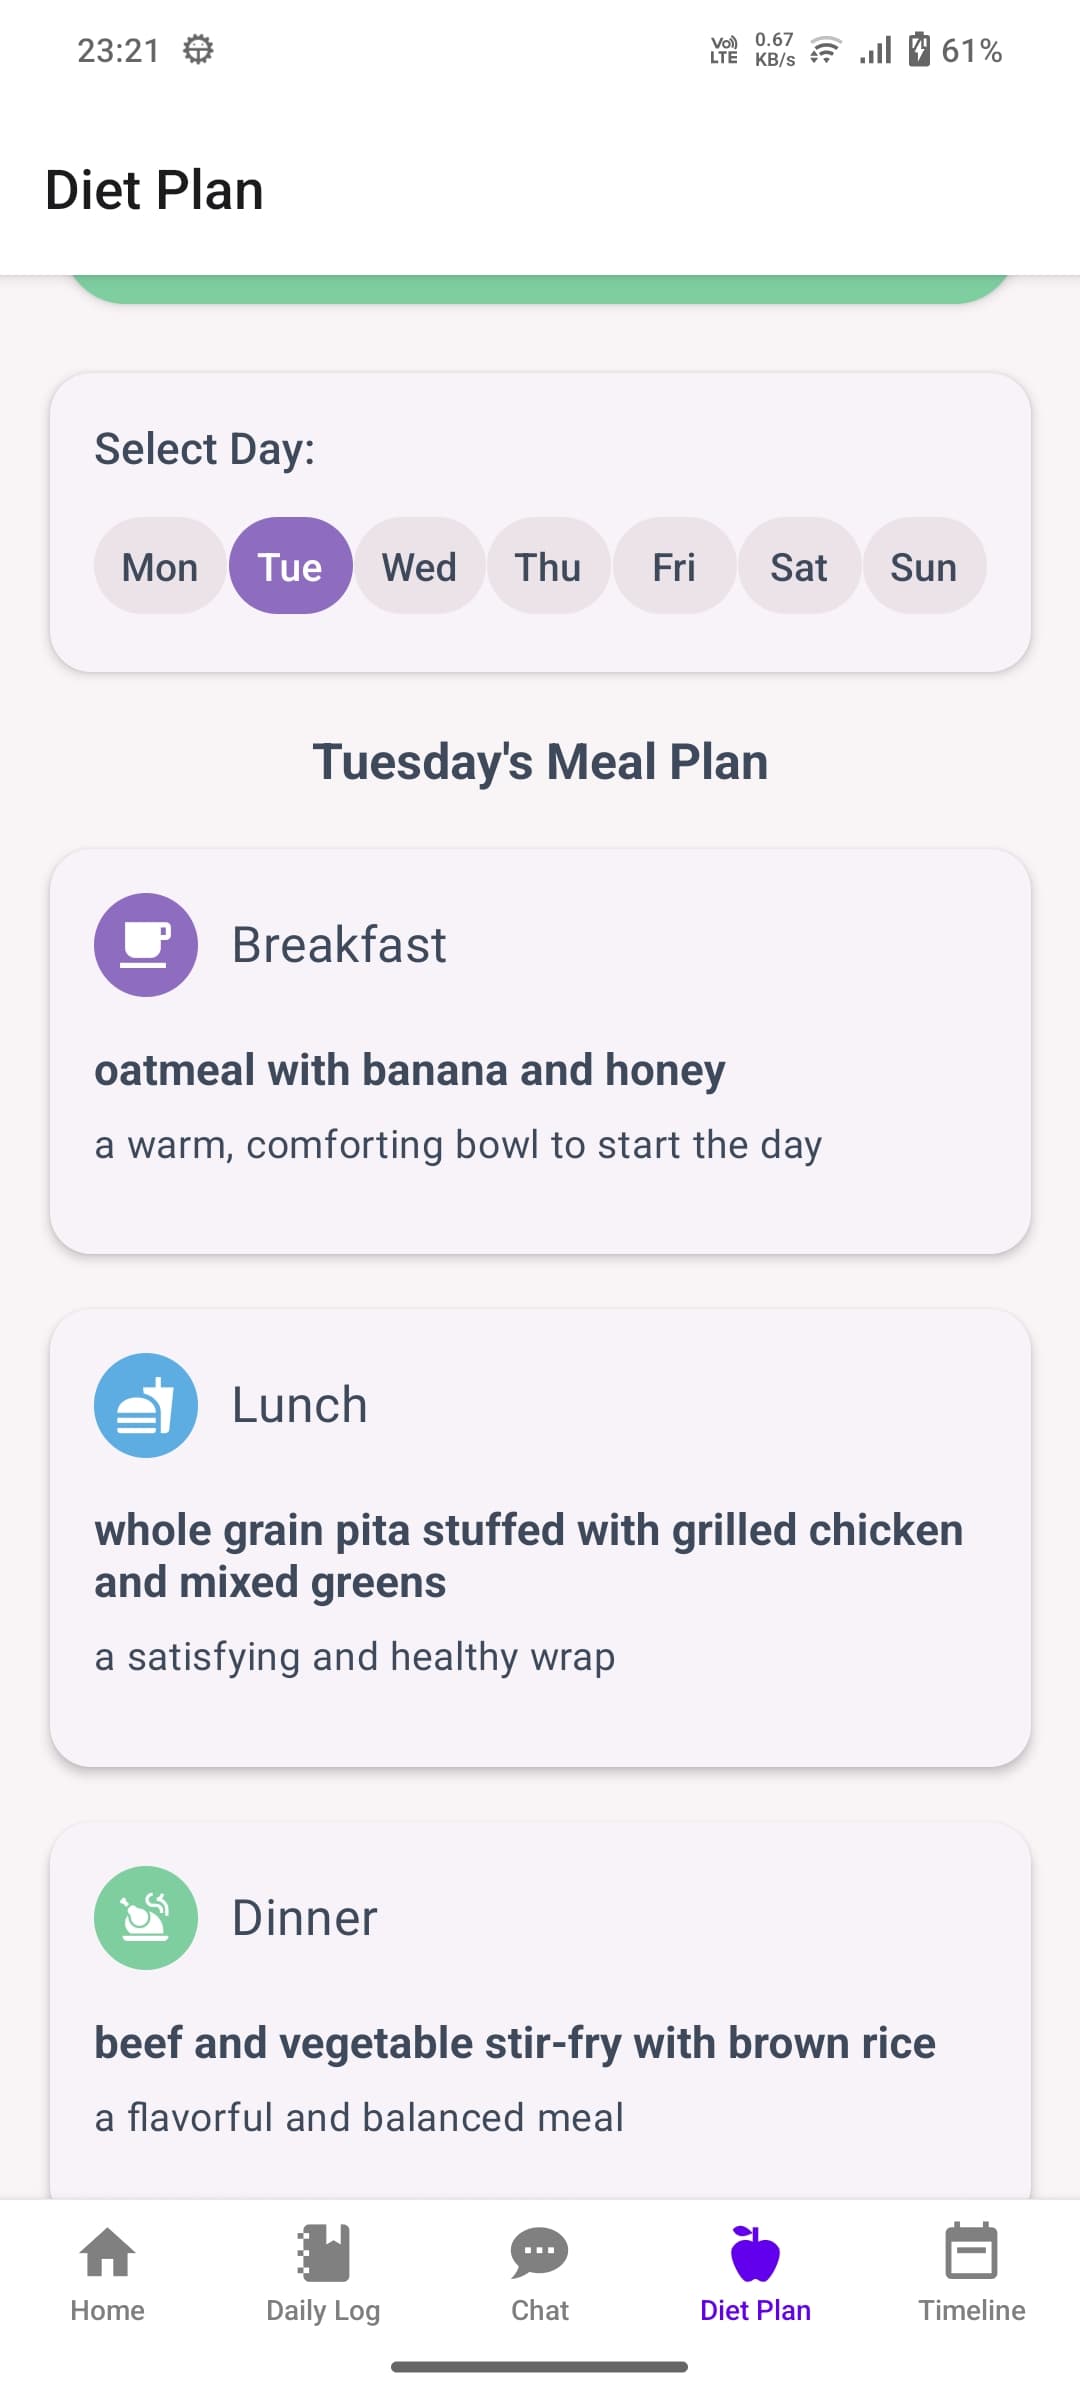 23:21
Vo)) LTE 0.67 KB/s 61%
Diet Plan
Select Day:
Mon Tue Wed Thu Fri Sat Sun
Tuesday's Meal Plan
Breakfast
oatmeal with banana and honey
a warm, comforting bowl to start the day
Lunch
whole grain pita stuffed with grilled chicken
and mixed greens
a satisfying and healthy wrap
Dinner
beef and vegetable stir-fry with brown rice
a flavorful and balanced meal
Home Daily Log Chat Diet Plan Timeline